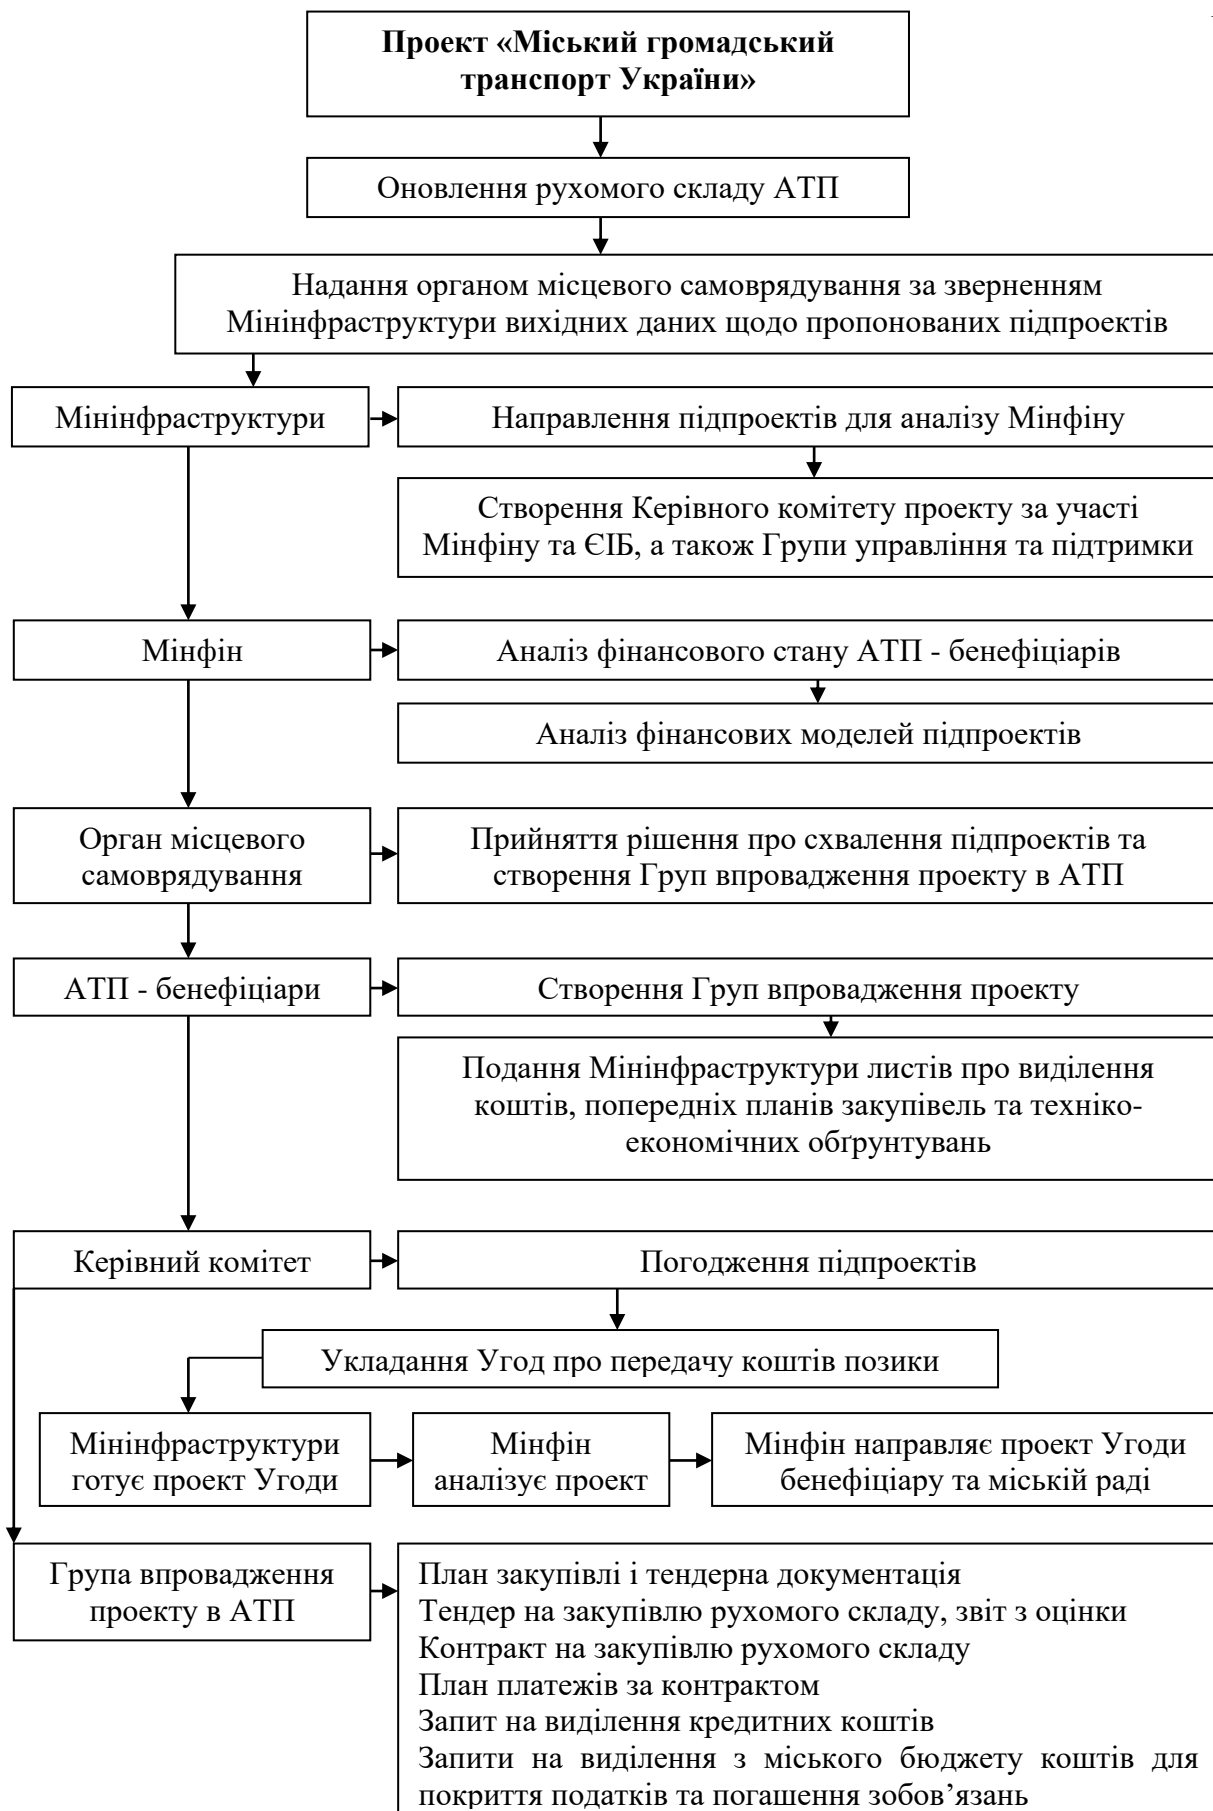 Проект «Міський громадський
транспорт України»
Оновлення рухомого складу АТП
Надання органом місцевого самоврядування за зверненням
Мінінфраструктури вихідних даних щодо пропонованих підпроектів
Мінінфраструктури
Направлення підпроектів для аналізу Мінфіну
Створення Керівного комітету проекту за участі
Мінфіну та ЄІБ, а також Групи управління та підтримки
Мінфін
Аналіз фінансового стану АТП - бенефіціарів
Аналіз фінансових моделей підпроектів
Орган місцевого
самоврядування
Прийняття рішення про схвалення підпроектів та
створення Груп впровадження проекту в АТП
АТП - бенефіціари
Створення Груп впровадження проекту
Подання Мінінфраструктури листів про виділення
коштів, попередніх планів закупівель та техніко-
економічних обґрунтувань
Керівний комітет
Погодження підпроектів
Укладання Угод про передачу коштів позики
Мінінфраструктури
готує проект Угоди
Мінфін
аналізує проект
Мінфін направляє проект Угоди
бенефіціару та міській раді
Група впровадження
проекту в АТП
План закупівлі і тендерна документація
Тендер на закупівлю рухомого складу, звіт з оцінки
Контракт на закупівлю рухомого складу
План платежів за контрактом
Запит на виділення кредитних коштів
Запити на виділення з міського бюджету коштів для
покриття податків та погашення зобов’язань